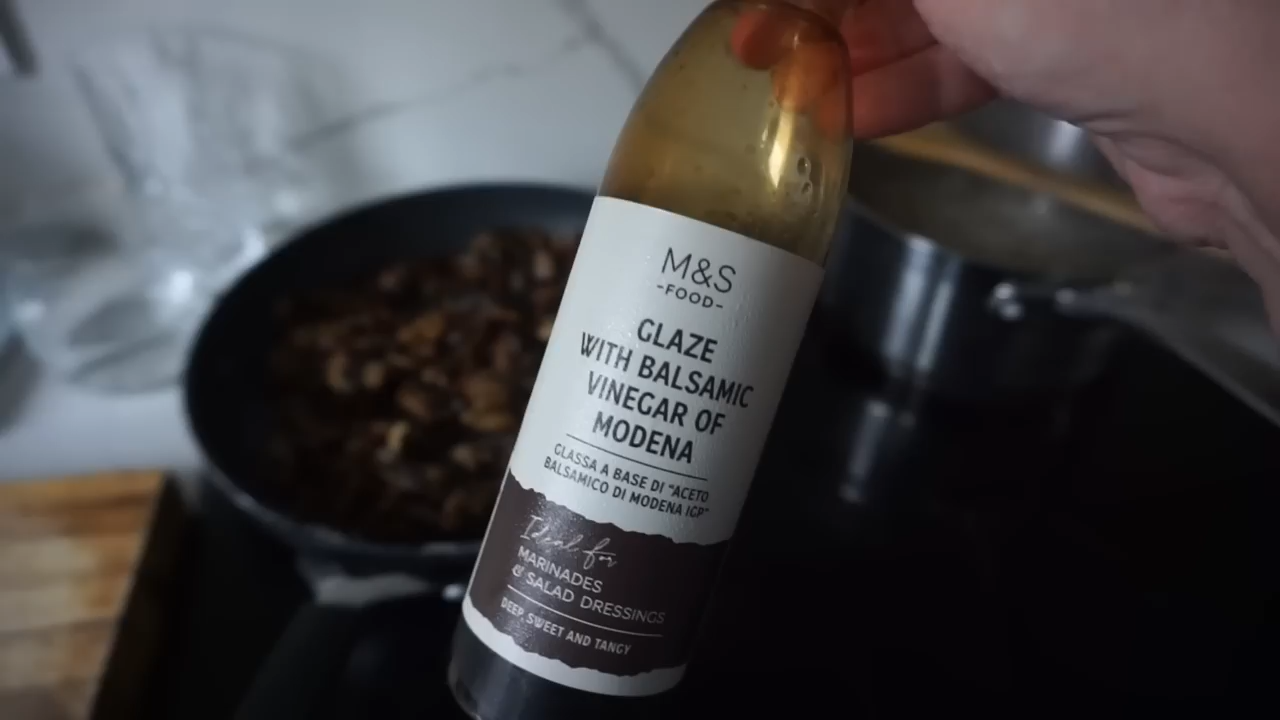 M&S
-FOOD-
GLAZE
WITH BALSAMIC
VINEGAR OF
MODENA
GLASSA A BASE DI "ACETO
BALSAMICO DI MODENA IGP"
Ideal for
MARINADES
& SALAD DRESSINGS
DEEP, SWEET AND TANGY